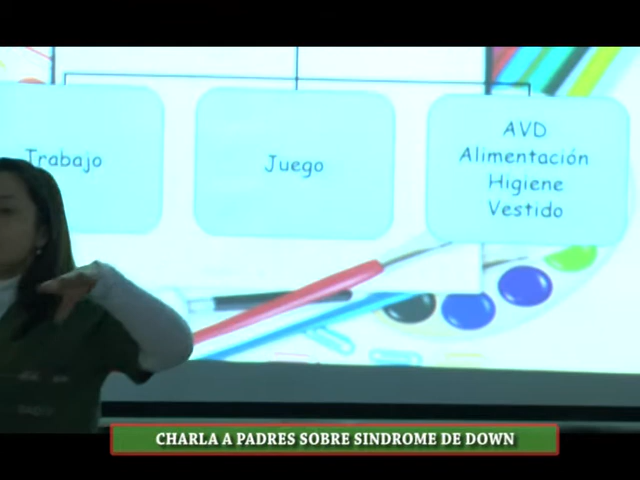 Trabajo
Juego
AVD
Alimentación
Higiene
Vestido
CHARLA A PADRES SOBRE SINDROME DE DOWN